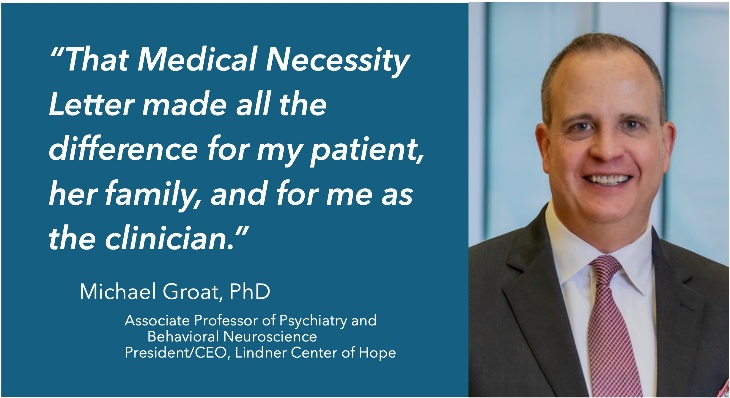 “That Medical Necessity
Letter made all the
difference for my patient,
her family, and for me as
the clinician.”
Michael Groat, PhD
Associate Professor of Psychiatry and
Behavioral Neuroscience
President/CEO, Lindner Center of Hope